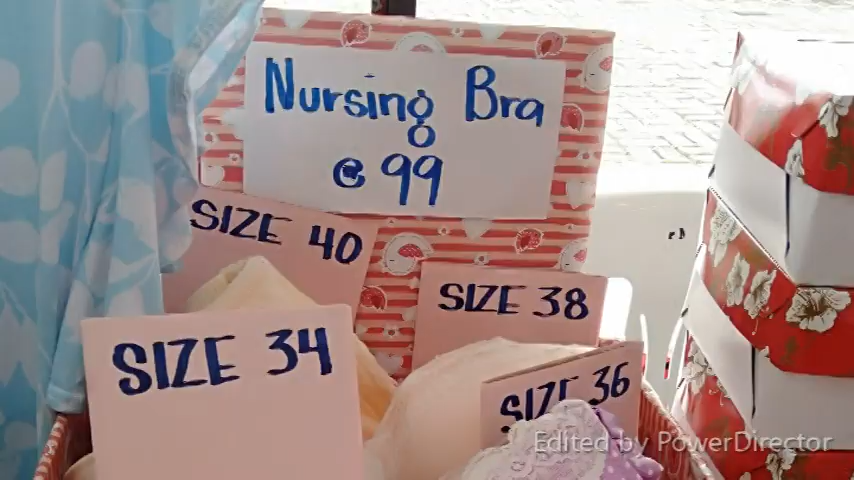 Nursing Bra
@ 99
SIZE 40
SIZE 38
SIZE 34
SIZE 36
Edited by PowerDirector